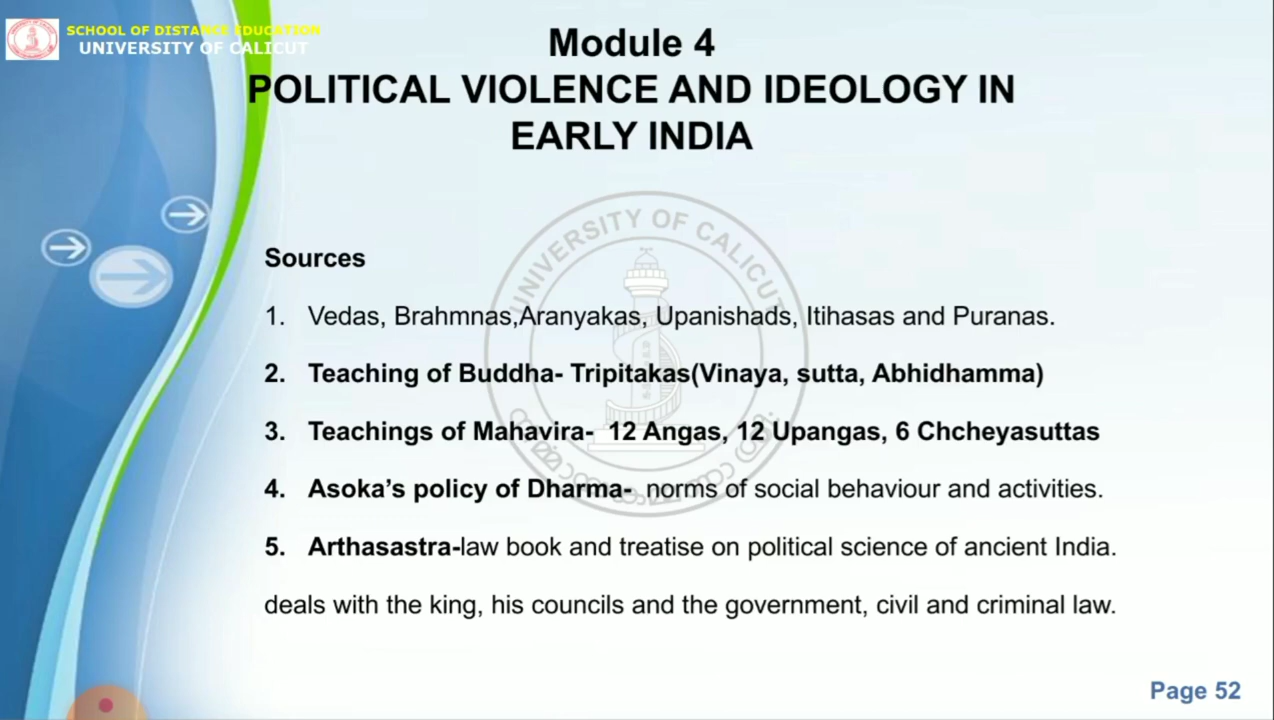 SCHOOL OF DISTANCE EDUCATION
UNIVERSITY OF CALICUT
Module 4
POLITICAL VIOLENCE AND IDEOLOGY IN
EARLY INDIA
UNIVERSITY OF CALICUT
Sources
1. Vedas, Brahmnas,Aranyakas, Upanishads, Itihasas and Puranas.
2. Teaching of Buddha- Tripitakas(Vinaya, sutta, Abhidhamma)
3. Teachings of Mahavira- 12 Angas, 12 Upangas, 6 Chcheyasuttas
4. Asoka’s policy of Dharma- norms of social behaviour and activities.
5. Arthasastra-law book and treatise on political science of ancient India.
deals with the king, his councils and the government, civil and criminal law.
Page 52